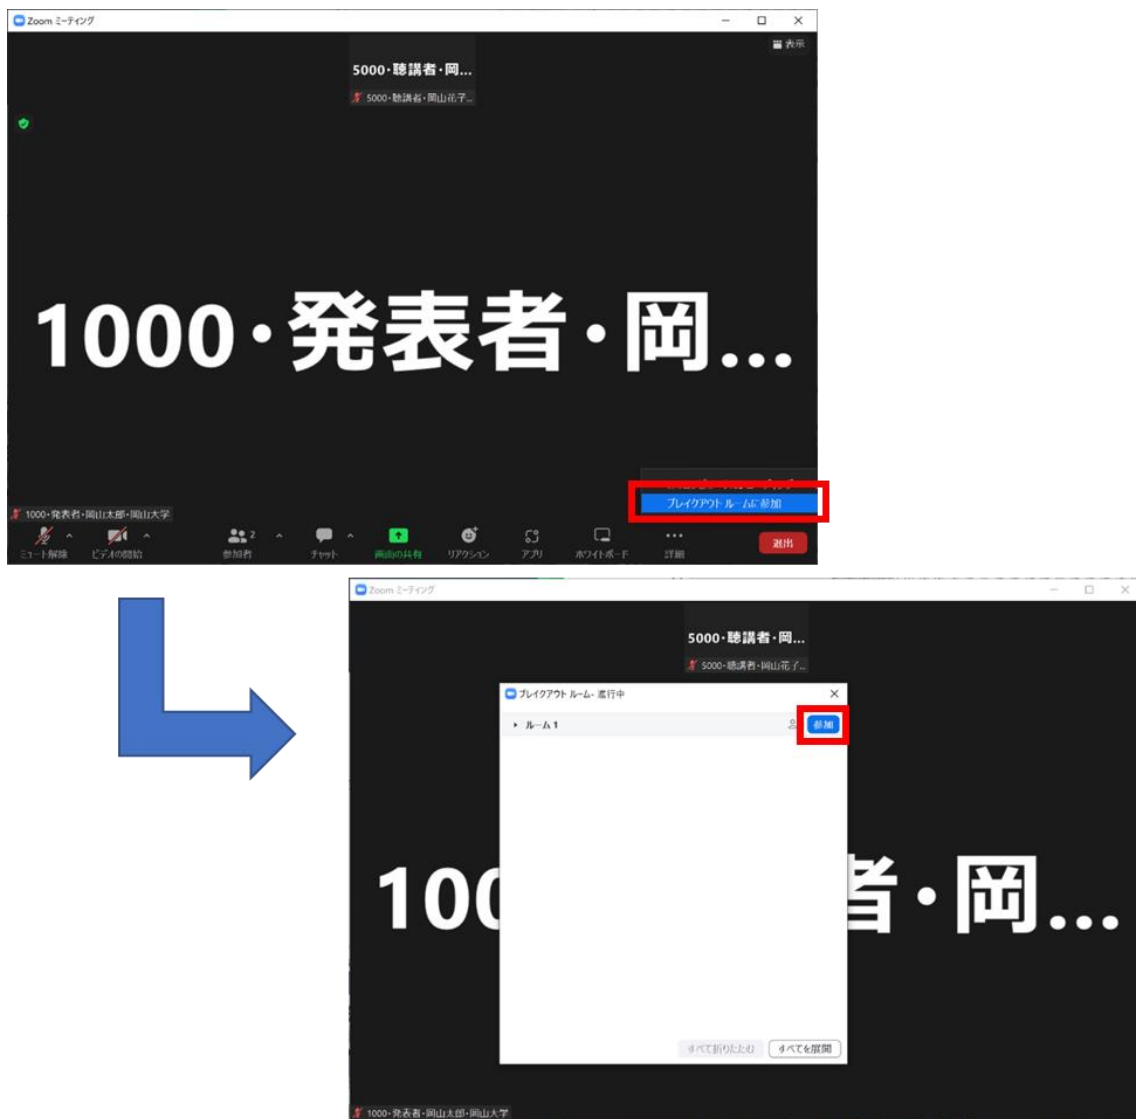 Zoom ミーティング
表示
5000・聴講者・岡...
5000・聴講者・岡山花子...
1000・発表者・岡...
ブレイクアウト ルームに参加
1000・発表者・岡山太郎・岡山大学
ミュート解除 ビデオの開始 2 参加者 チャット 画面の共有 リアクション アプリ ホワイトボード 詳細 退出
Zoom ミーティング
5000・聴講者・岡...
5000・聴講者・岡山花子...
ブレイクアウト ルーム- 進行中
ルーム 1 参加
100 者・岡...
すべて折りたたむ すべてを展開
1000・発表者・岡山太郎・岡山大学